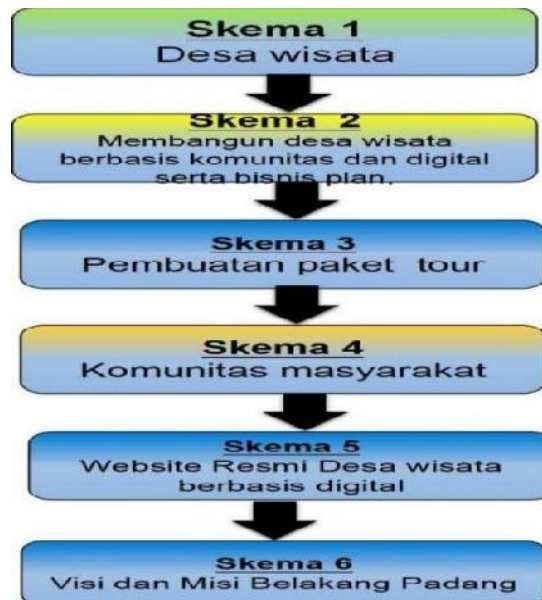 Skema 1
Desa wisata
Skema 2
Membangun desa wisata
berbasis komunitas dan digital
serta bisnis plan.
Skema 3
Pembuatan paket tour
Skema 4
Komunitas masyarakat
Skema 5
Website Resmi Desa wisata
berbasis digital
Skema 6
Visi dan Misi Belakang Padang